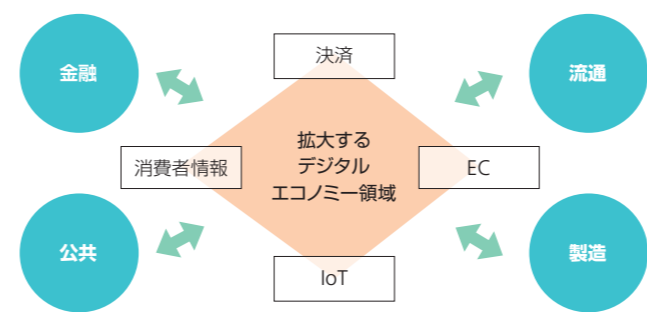 決済
金融
流通
拡大する
デジタル
エコノミー領域
消費者情報
EC
公共
製造
IoT